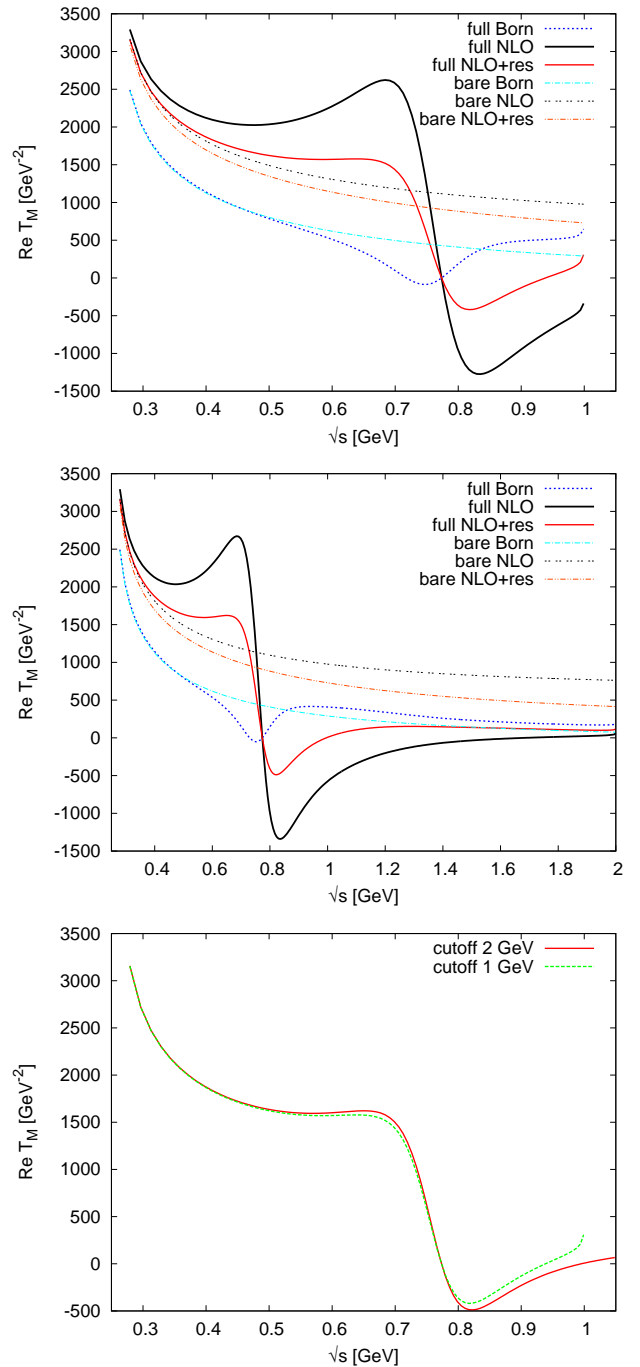 3500
3000
2500
2000
1500
1000
500
0
-500
-1000
-1500
Re T_M [GeV^-2]
full Born
full NLO
full NLO+res
bare Born
bare NLO
bare NLO+res
0.3 0.4 0.5 0.6 0.7 0.8 0.9 1
√s [GeV]
3500
3000
2500
2000
1500
1000
500
0
-500
-1000
-1500
Re T_M [GeV^-2]
full Born
full NLO
full NLO+res
bare Born
bare NLO
bare NLO+res
0.4 0.6 0.8 1 1.2 1.4 1.6 1.8 2
√s [GeV]
3500
3000
2500
2000
1500
1000
500
0
-500
Re T_M [GeV^-2]
cutoff 2 GeV
cutoff 1 GeV
0.3 0.4 0.5 0.6 0.7 0.8 0.9 1
√s [GeV]